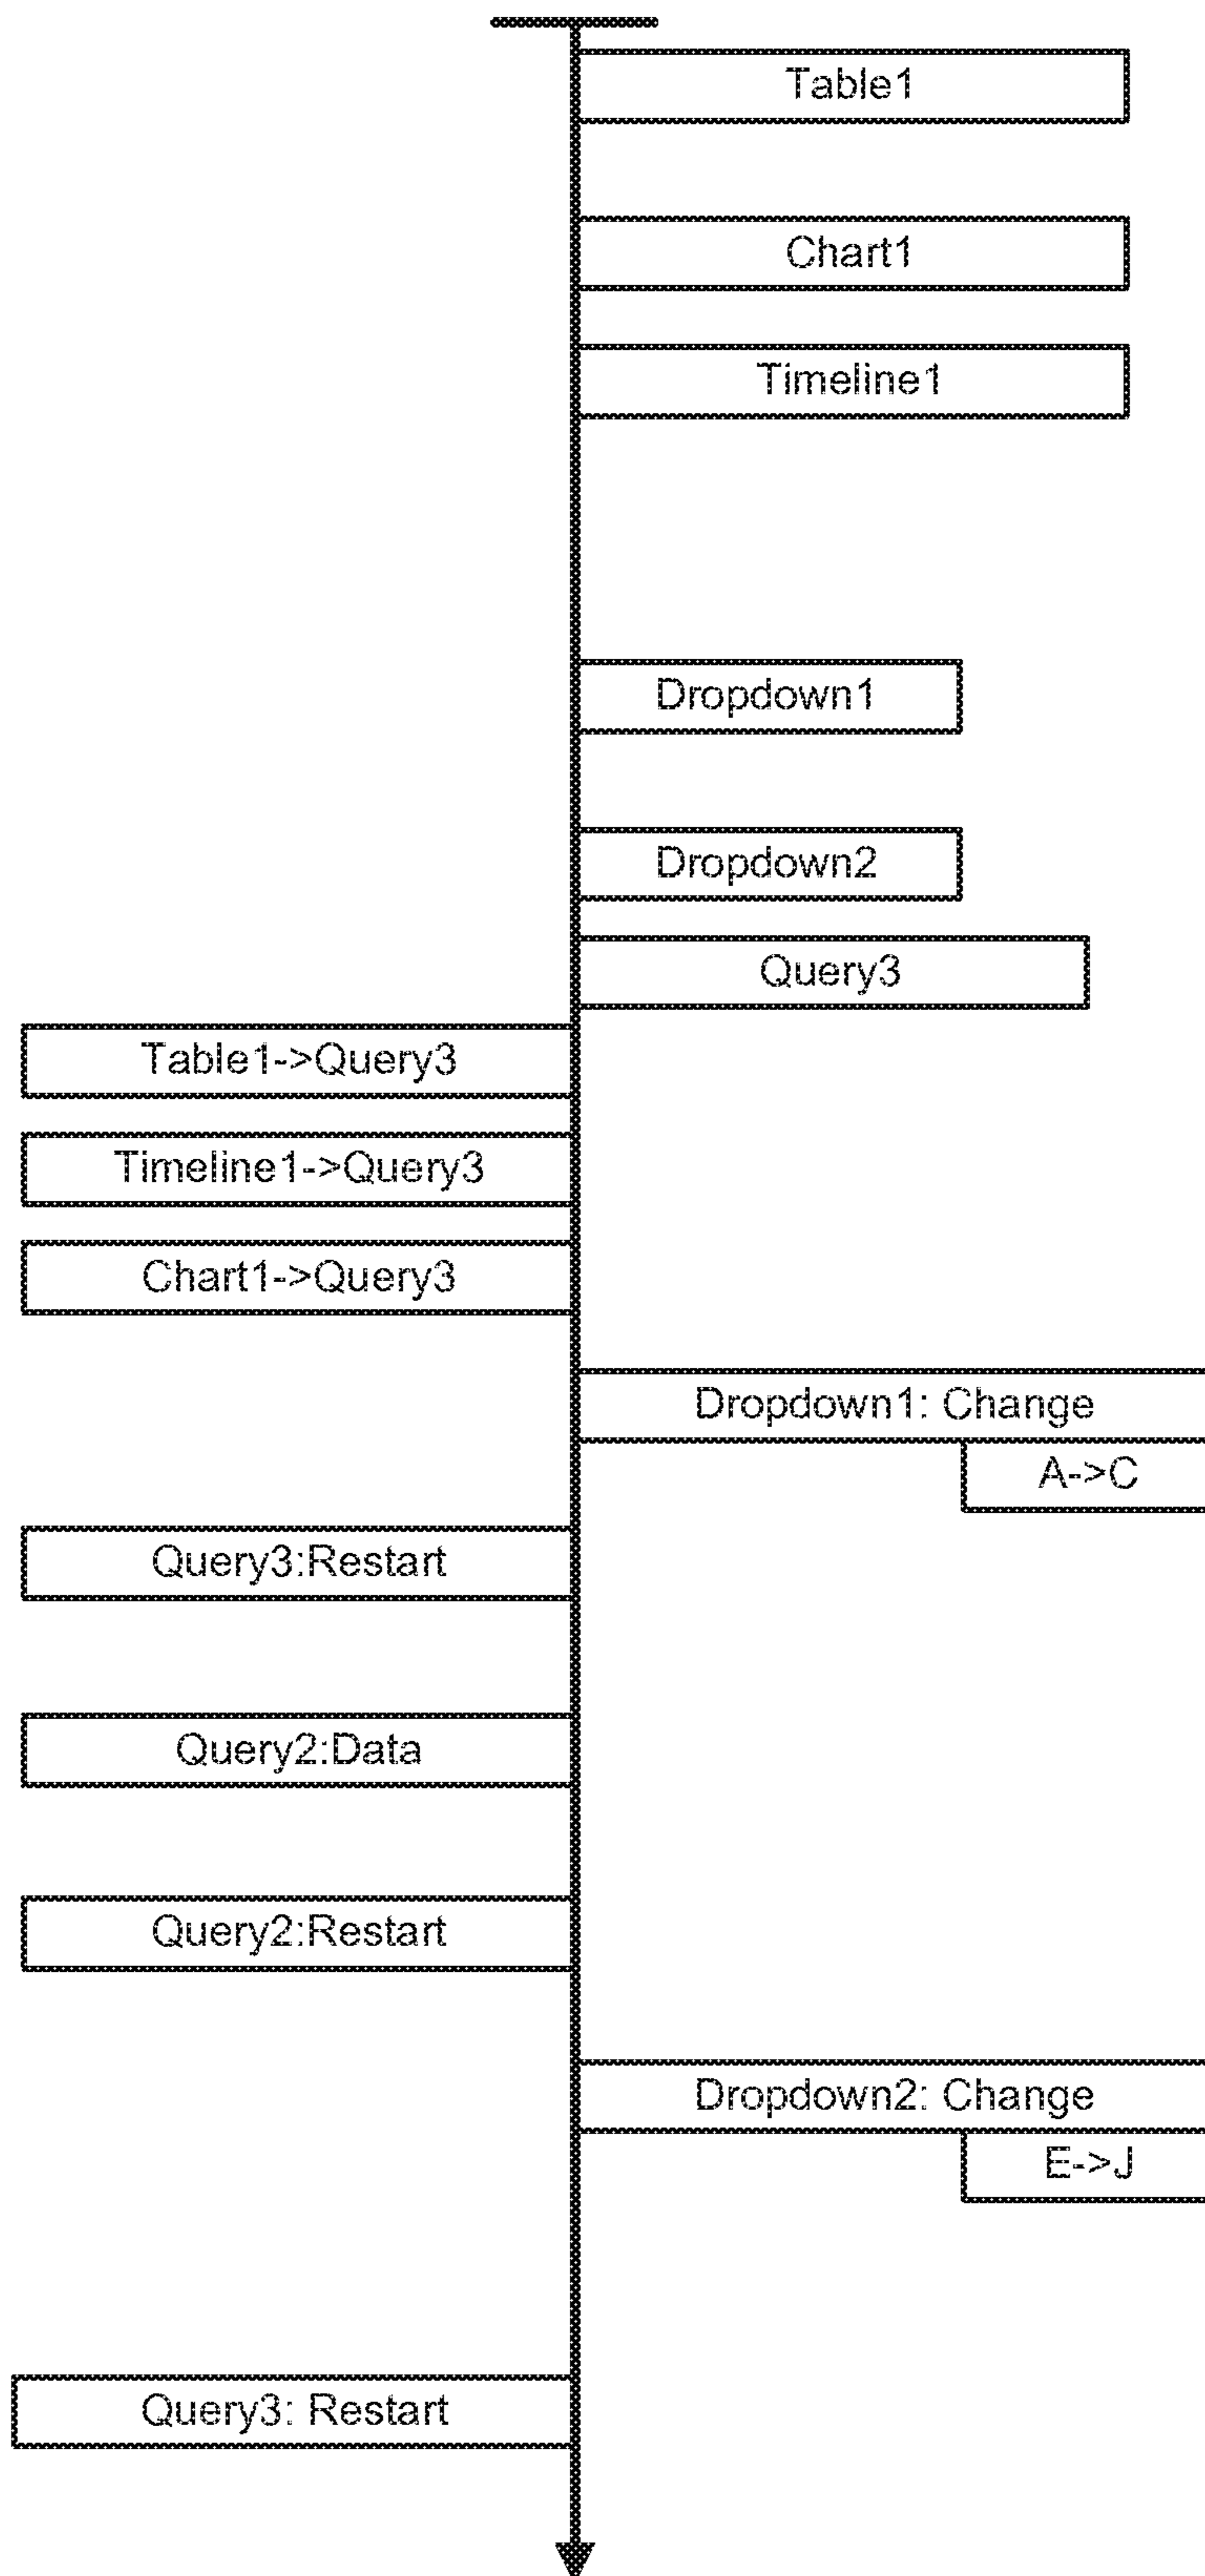 Table1
Chart1
Timeline1
Dropdown1
Dropdown2
Query3
Table1->Query3
Timeline1->Query3
Chart1->Query3
Dropdown1: Change
A->C
Query3:Restart
Query2:Data
Query2:Restart
Dropdown2: Change
E->J
Query3: Restart